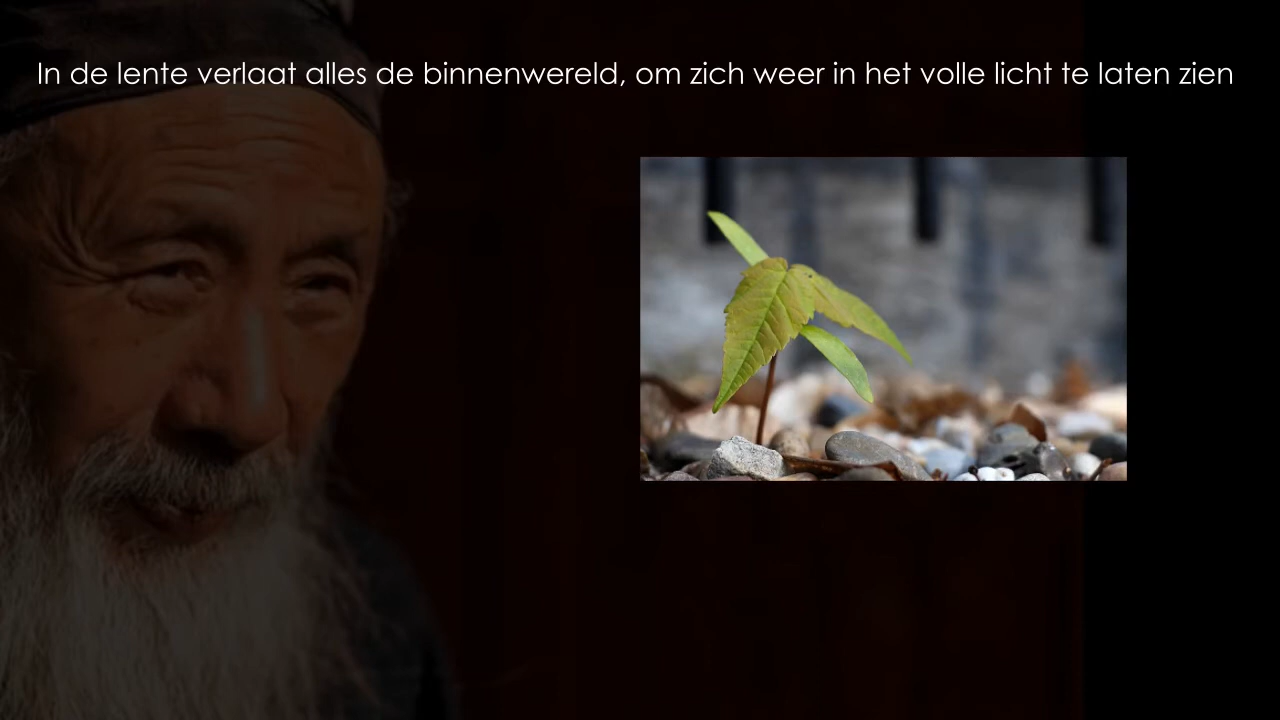 In de lente verlaat alles de binnenwereld, om zich weer in het volle licht te laten zien